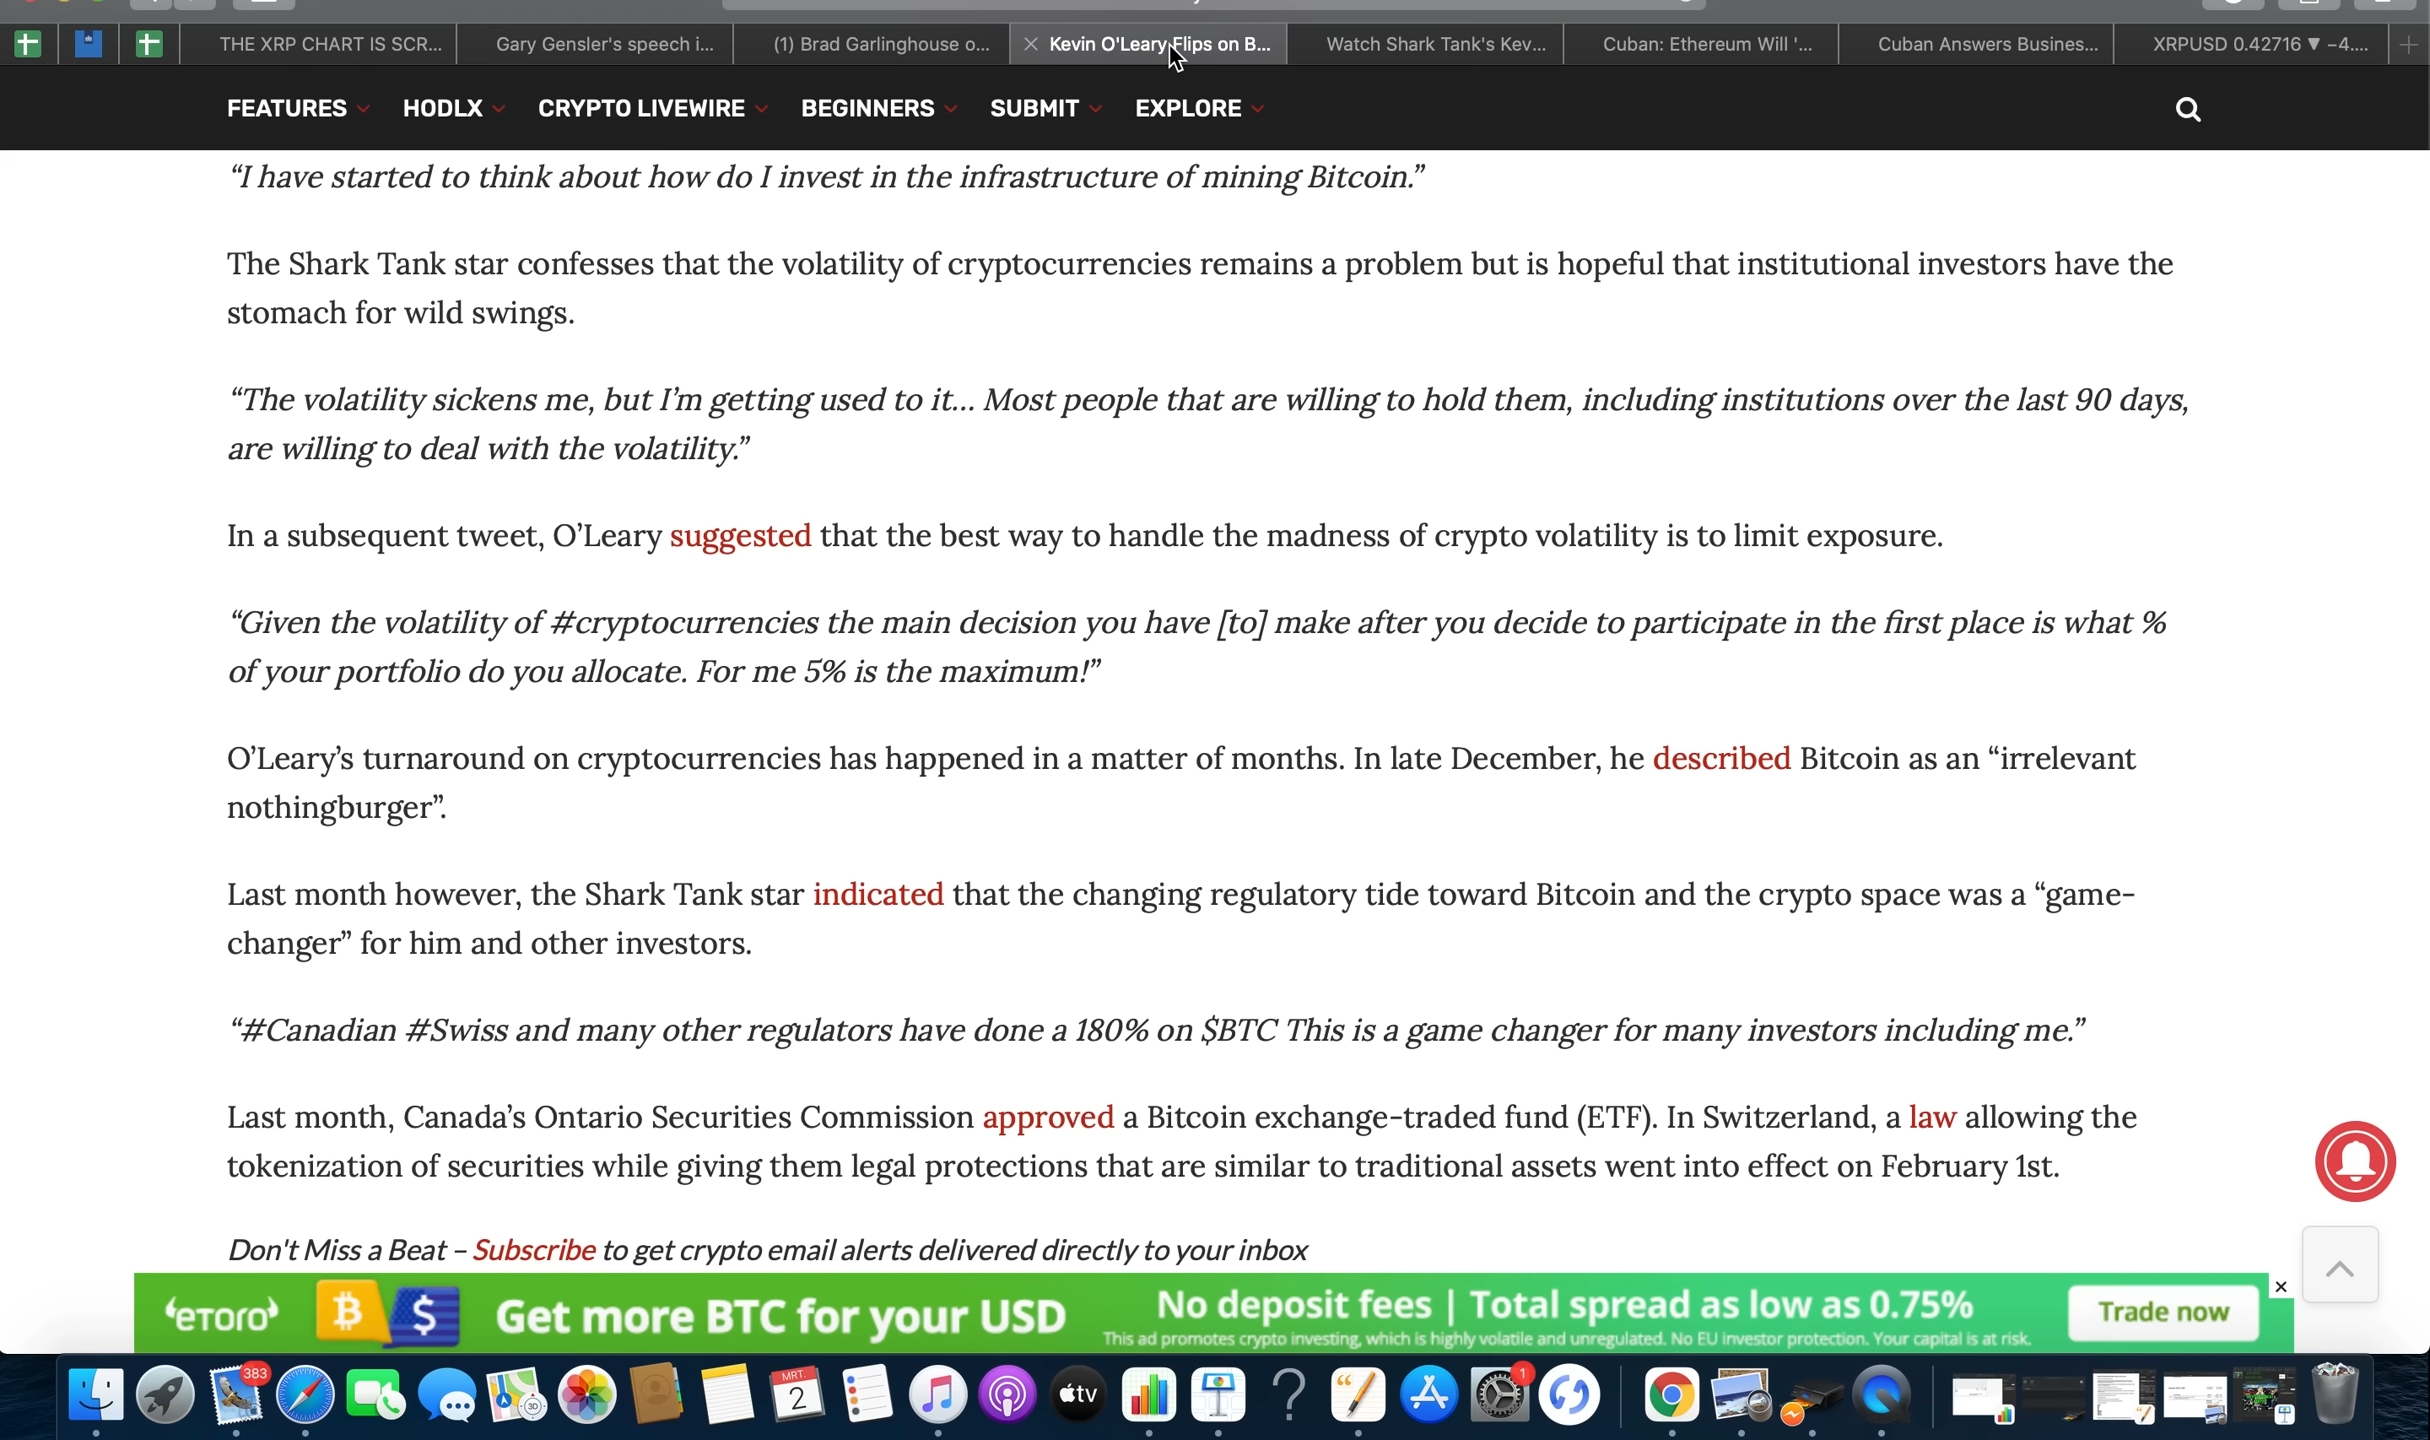 THE XRP CHART IS SCR...
Gary Gensler's speech i...
(1) Brad Garlinghouse o...
Kevin O'Leary Flips on B...
Watch Shark Tank's Kev...
Cuban: Ethereum Will '...
Cuban Answers Busines...
XRPUSD 0.42716 ▼ −4....
FEATURES
HODLX
CRYPTO LIVEWIRE
BEGINNERS
SUBMIT
EXPLORE
“I have started to think about how do I invest in the infrastructure of mining Bitcoin.”
The Shark Tank star confesses that the volatility of cryptocurrencies remains a problem but is hopeful that institutional investors have the
stomach for wild swings.
“The volatility sickens me, but I’m getting used to it… Most people that are willing to hold them, including institutions over the last 90 days,
are willing to deal with the volatility.”
In a subsequent tweet, O’Leary suggested that the best way to handle the madness of crypto volatility is to limit exposure.
“Given the volatility of #cryptocurrencies the main decision you have [to] make after you decide to participate in the first place is what %
of your portfolio do you allocate. For me 5% is the maximum!”
O’Leary’s turnaround on cryptocurrencies has happened in a matter of months. In late December, he described Bitcoin as an “irrelevant
nothingburger”.
Last month however, the Shark Tank star indicated that the changing regulatory tide toward Bitcoin and the crypto space was a “game-
changer” for him and other investors.
“#Canadian #Swiss and many other regulators have done a 180% on $BTC This is a game changer for many investors including me.”
Last month, Canada’s Ontario Securities Commission approved a Bitcoin exchange-traded fund (ETF). In Switzerland, a law allowing the
tokenization of securities while giving them legal protections that are similar to traditional assets went into effect on February 1st.
Don't Miss a Beat – Subscribe to get crypto email alerts delivered directly to your inbox
eTORO
Get more BTC for your USD
No deposit fees | Total spread as low as 0.75%
This ad promotes crypto investing, which is highly volatile and unregulated. No EU investor protection. Your capital is at risk.
Trade now
383
3D
MRT.
2
tv
1